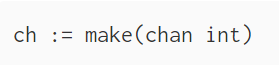 ch := make(chan int)